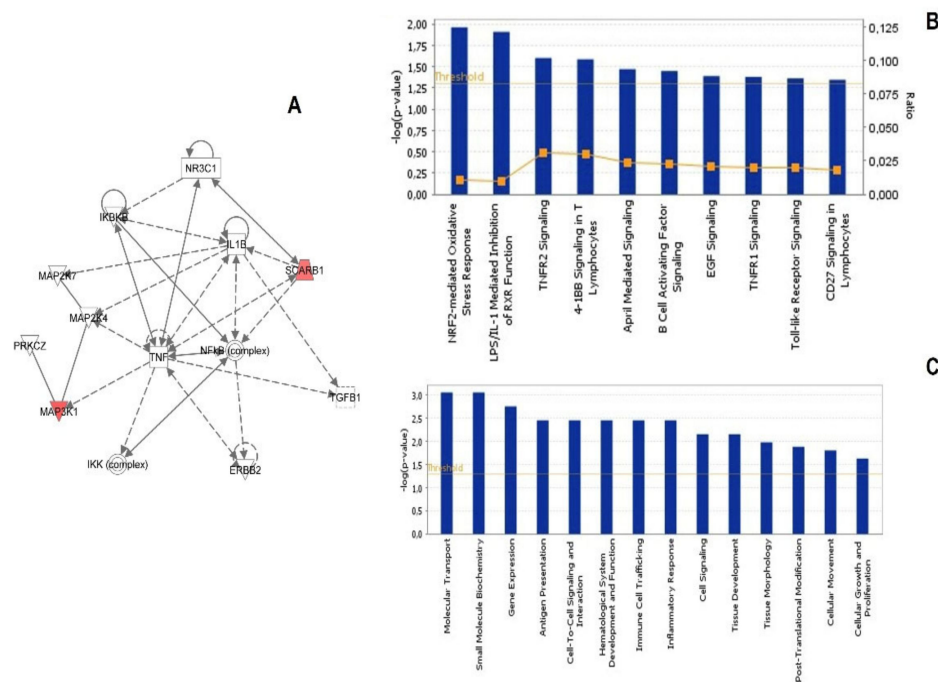 A
NR3C1
IKBKB
IL1B
SCARB1
MAP2K7
MAP2K4
PRKCZ
TNF
NFkB (complex)
TGFB1
MAP3K1
IKK (complex)
ERBB2
B
2,00
1,75
1,50
1,25
1,00
0,75
0,50
0,25
0,00
-log(p-value)
Threshold
0,125
0,100
0,075
0,050
0,025
0,000
Ratio
NRF2-mediated Oxidative
Stress Response
LPS/IL-1 Mediated Inhibition
of RXR Function
TNFR2 Signaling
4-1BB Signaling in T
Lymphocytes
April Mediated Signaling
B Cell Activating Factor
Signaling
EGF Signaling
TNFR1 Signaling
Toll-like Receptor Signaling
CD27 Signaling in
Lymphocytes
C
3,0
2,5
2,0
1,5
1,0
0,5
0,0
-log(p-value)
Threshold
Molecular Transport
Small Molecule Biochemistry
Gene Expression
Antigen Presentation
Cell-To-Cell Signaling and
Interaction
Hematological System
Development and Function
Immune Cell Trafficking
Inflammatory Response
Cell Signaling
Tissue Development
Tissue Morphology
Post-Translational Modification
Cellular Movement
Cellular Growth and
Proliferation